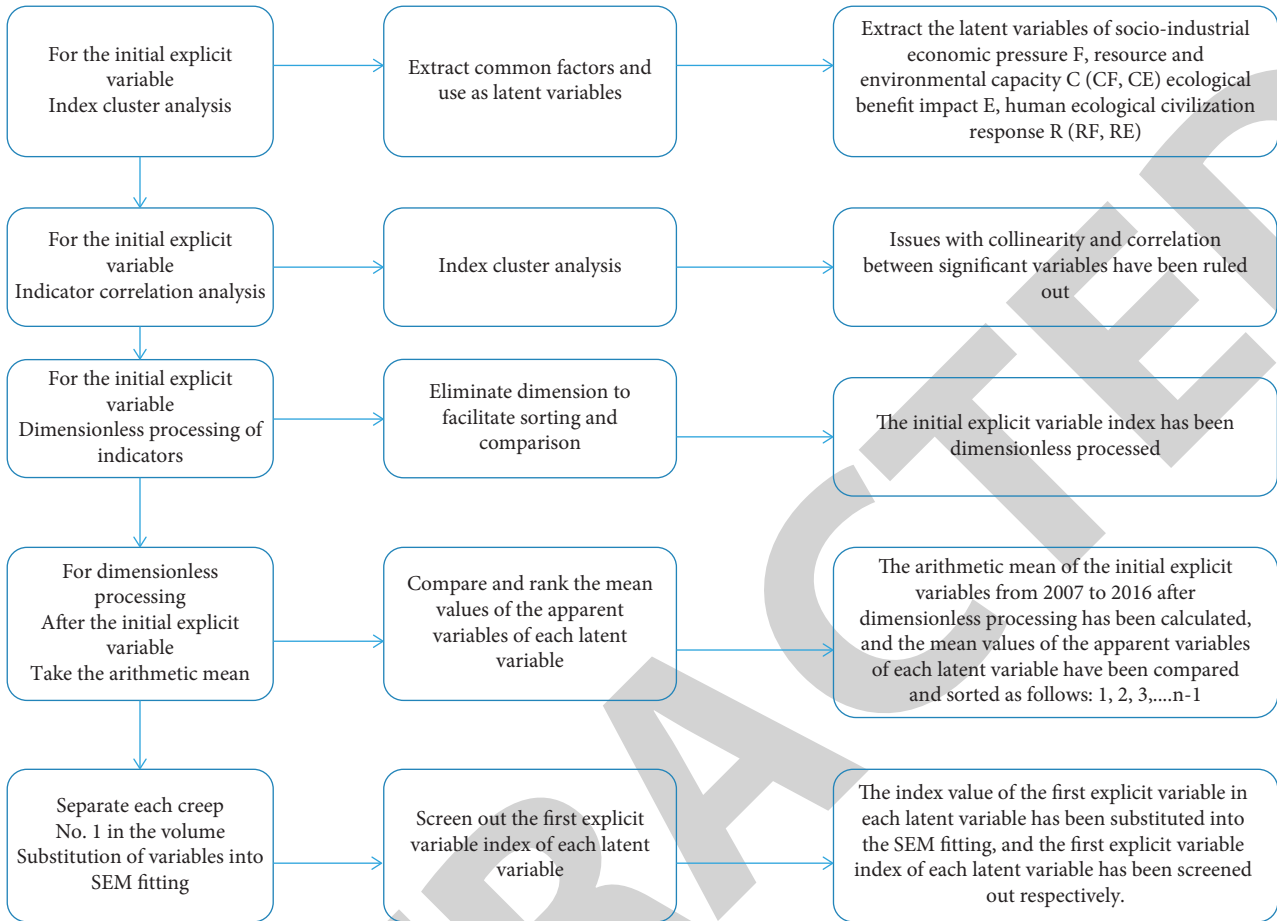 For the initial explicit
variable
Index cluster analysis
Extract common factors and
use as latent variables
Extract the latent variables of socio-industrial
economic pressure F, resource and
environmental capacity C (CF, CE) ecological
benefit impact E, human ecological civilization
response R (RF, RE)
For the initial explicit
variable
Indicator correlation analysis
Index cluster analysis
Issues with collinearity and correlation
between significant variables have been ruled
out
For the initial explicit
variable
Dimensionless processing of
indicators
Eliminate dimension to
facilitate sorting and
comparison
The initial explicit variable index has been
dimensionless processed
For dimensionless
processing
After the initial explicit
variable
Take the arithmetic mean
Compare and rank the mean
values of the apparent
variables of each latent
variable
The arithmetic mean of the initial explicit
variables from 2007 to 2016 after
dimensionless processing has been calculated,
and the mean values of the apparent variables
of each latent variable have been compared
and sorted as follows: 1, 2, 3,....n-1
Separate each creep
No. 1 in the volume
Substitution of variables into
SEM fitting
Screen out the first explicit
variable index of each latent
variable
The index value of the first explicit variable in
each latent variable has been substituted into
the SEM fitting, and the first explicit variable
index of each latent variable has been screened
out respectively.
RACTED